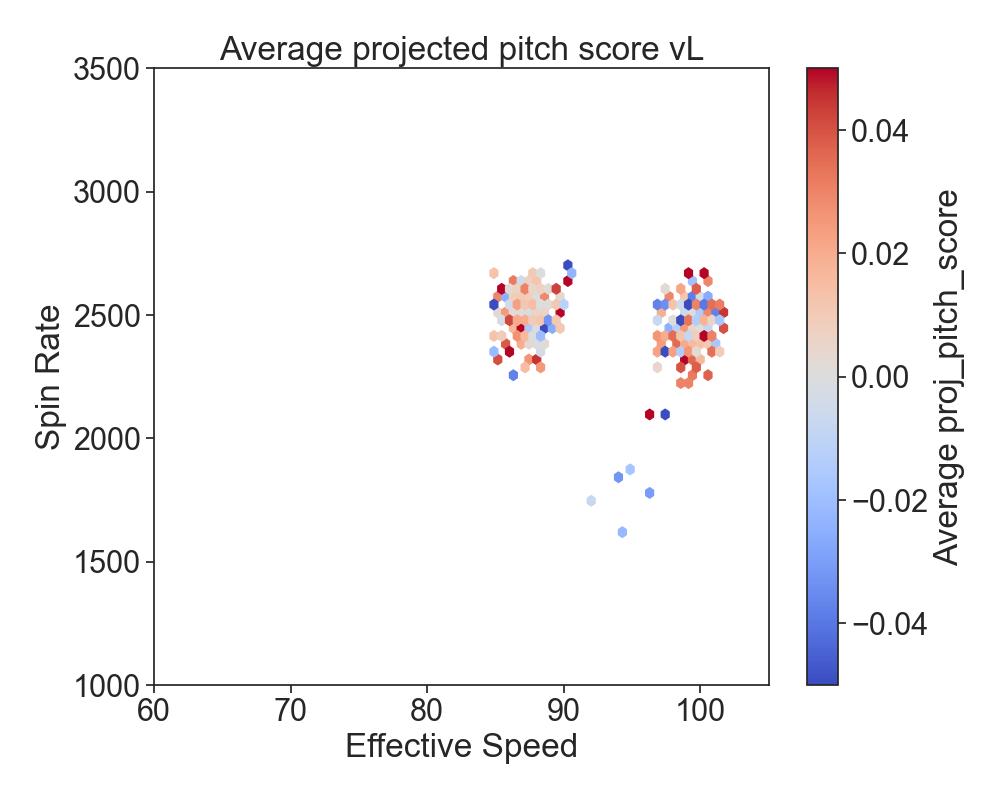 Average projected pitch score vL
3500
3000
2500
2000
1500
1000
Spin Rate
60 70 80 90 100
Effective Speed
0.04
0.02
0.00
−0.02
−0.04
Average proj_pitch_score